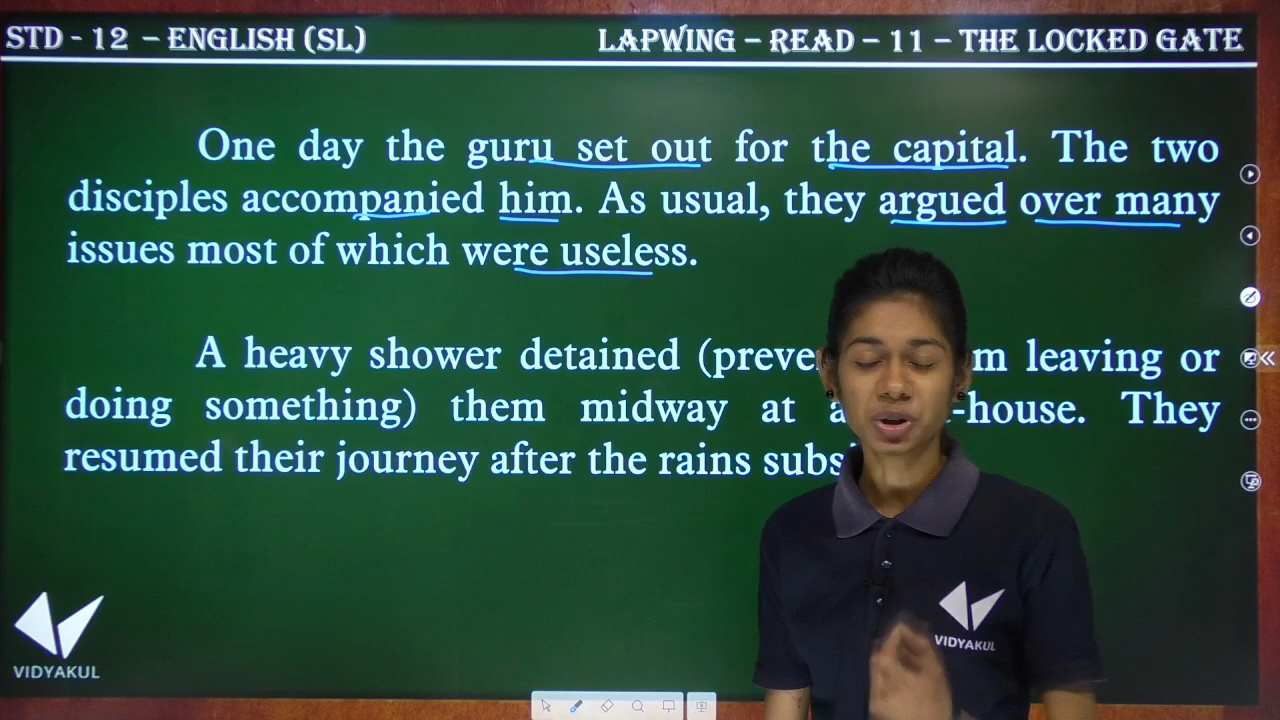 STD - 12 – ENGLISH (SL)
LAPWING – READ – 11 – THE LOCKED GATE
One day the guru set out for the capital. The two
disciples accompanied him. As usual, they argued over many
issues most of which were useless.
A heavy shower detained ( leaving or
doing something) them midway at -house. They
resumed their journey after the rains
VIDYAKUL
VIDYAKUL